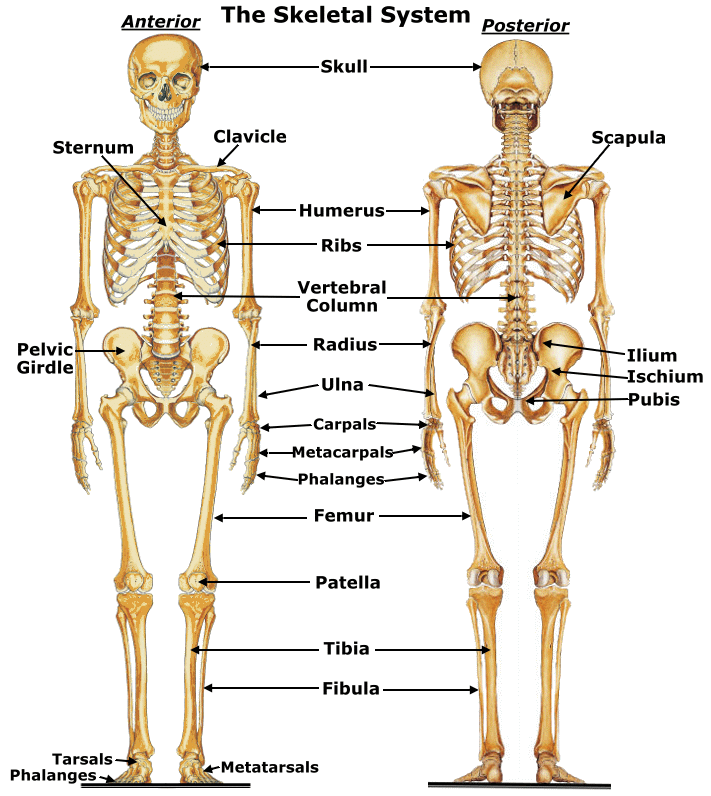 The Skeletal System
Anterior
Posterior
Skull
Clavicle
Sternum
Scapula
Humerus
Ribs
Vertebral
Column
Radius
Pelvic
Girdle
Ilium
Ischium
Ulna
Pubis
Carpals
Metacarpals
Phalanges
Femur
Patella
Tibia
Fibula
Tarsals
Phalanges
Metatarsals